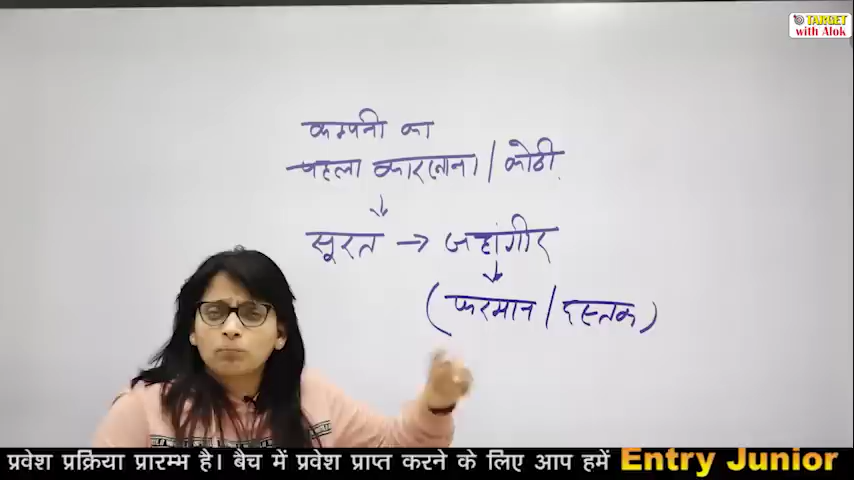 TARGET
with Alok
कम्पनी का
पहला कारखाना / कोठी
सूरत → जहांगीर
(फरमान / दस्तक)
प्रवेश प्रक्रिया प्रारम्भ है। बैच में प्रवेश प्राप्त करने के लिए आप हमें Entry Junior